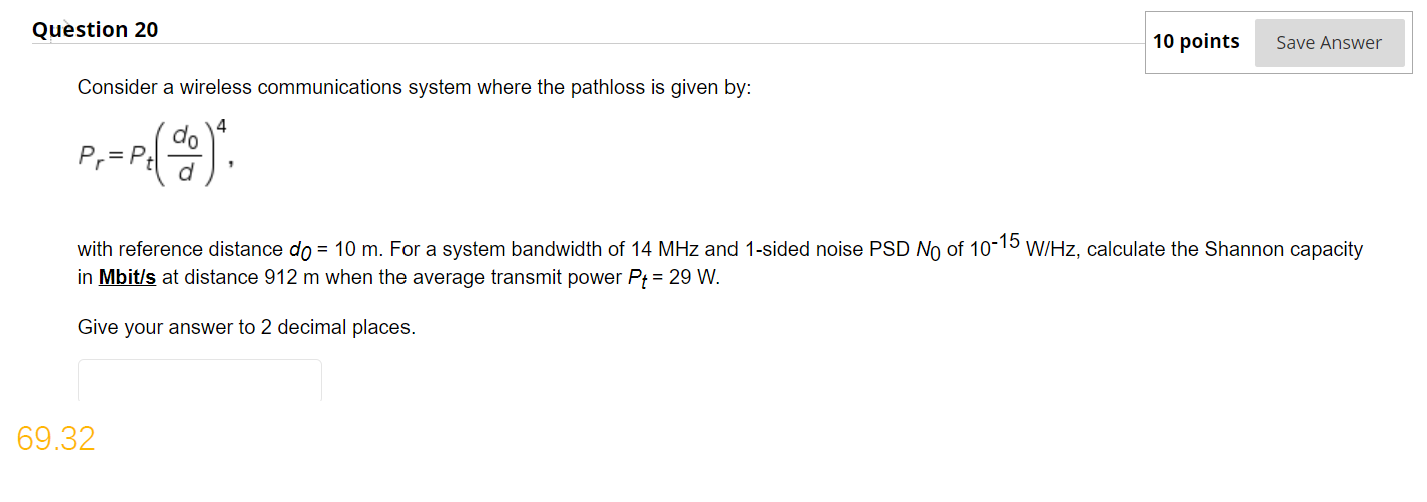 Question 20
10 points
Save Answer
Consider a wireless communications system where the pathloss is given by:
P_r = P_t (d_0 / d)^4,
with reference distance d_0 = 10 m. For a system bandwidth of 14 MHz and 1-sided noise PSD N_0 of 10^-15 W/Hz, calculate the Shannon capacity
in Mbit/s at distance 912 m when the average transmit power P_t = 29 W.
Give your answer to 2 decimal places.
69.32